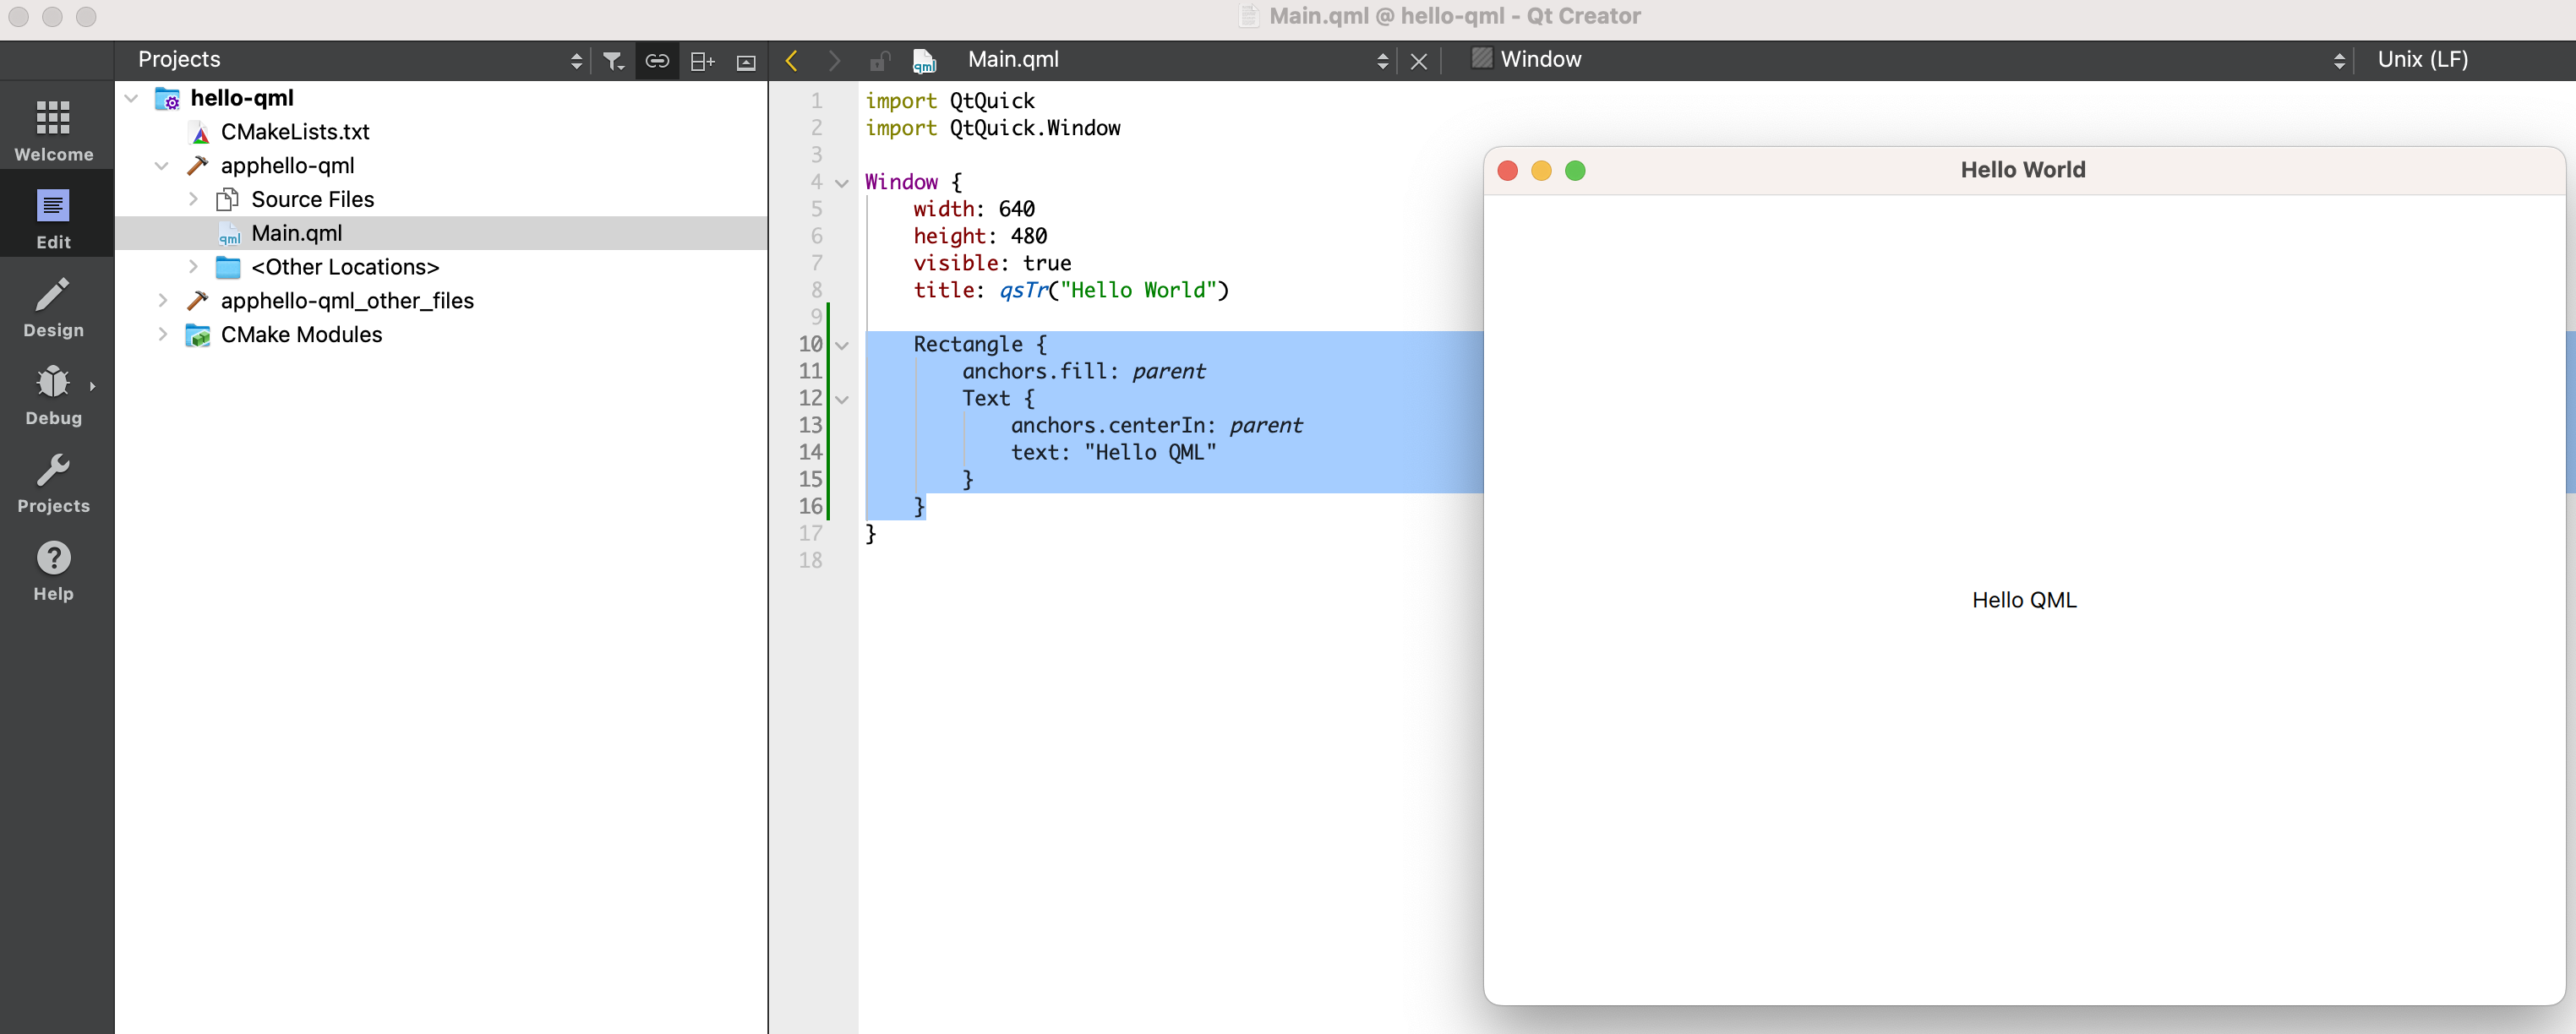 Main.qml @ hello-qml - Qt Creator
Projects
Main.qml
Window
Unix (LF)
Welcome
Edit
Design
Debug
Projects
Help
hello-qml
CMakeLists.txt
apphello-qml
Source Files
qml Main.qml
<Other Locations>
apphello-qml_other_files
CMake Modules
qml
1 import QtQuick
2 import QtQuick.Window
3
4 Window {
5 width: 640
6 height: 480
7 visible: true
8 title: qsTr("Hello World")
9
10 Rectangle {
11 anchors.fill: parent
12 Text {
13 anchors.centerIn: parent
14 text: "Hello QML"
15 }
16 }
17 }
18
Hello World
Hello QML